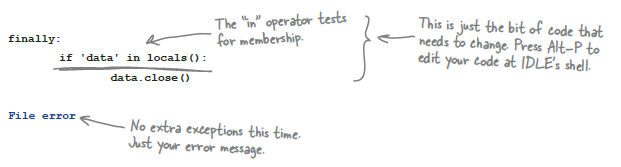 finally:
if 'data' in locals():
data.close()
The "in" operator tests
for membership.
This is just the bit of code that
needs to change. Press Alt-P to
edit your code at IDLE's shell.
File error
No extra exceptions this time.
Just your error message.